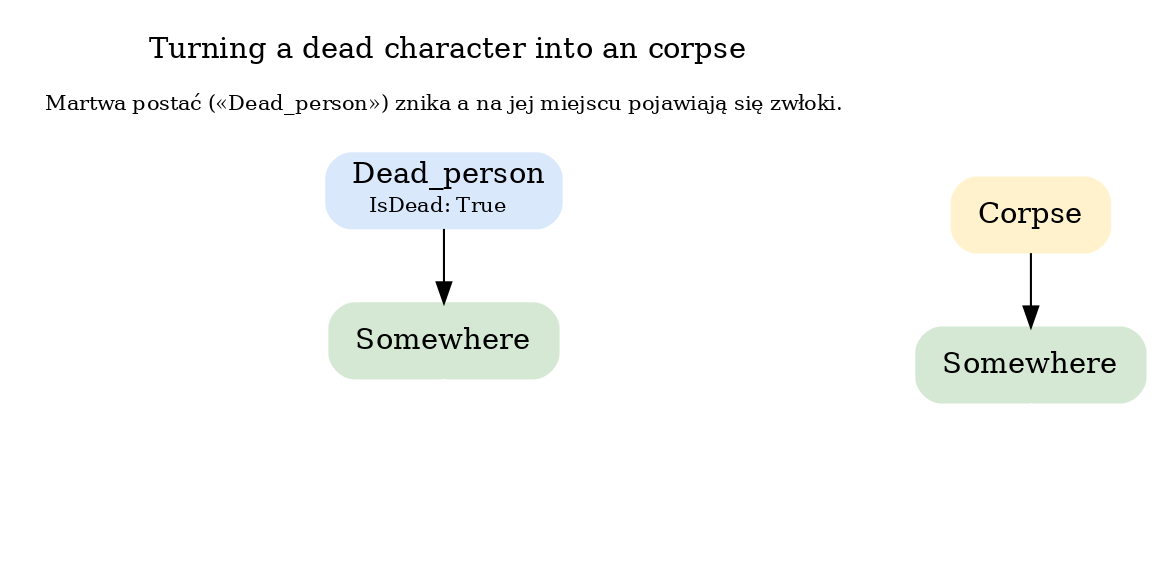 Turning a dead character into an corpse
Martwa postać («Dead_person») znika a na jej miejscu pojawiają się zwłoki.
Dead_person
IsDead: True
Somewhere
Corpse
Somewhere